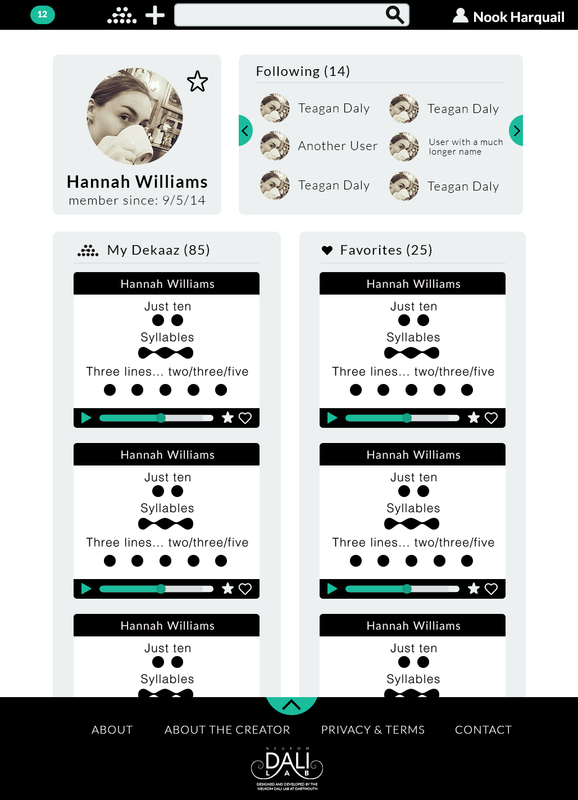 12
Nook Harquail
Hannah Williams
member since: 9/5/14
Following (14)
Teagan Daly
Teagan Daly
Another User
User with a much
longer name
Teagan Daly
Teagan Daly
My Dekaaz (85)
Hannah Williams
Just ten
Syllables
Three lines... two/three/five
Hannah Williams
Just ten
Syllables
Three lines... two/three/five
Hannah Williams
Just ten
Syllables
Favorites (25)
Hannah Williams
Just ten
Syllables
Three lines... two/three/five
Hannah Williams
Just ten
Syllables
Three lines... two/three/five
Hannah Williams
Just ten
Syllables
ABOUT
ABOUT THE CREATOR
PRIVACY & TERMS
CONTACT
NEUKOM
DALI
LAB
DESIGNED AND DEVELOPED BY THE
NEUKOM DALI LAB AT DARTMOUTH